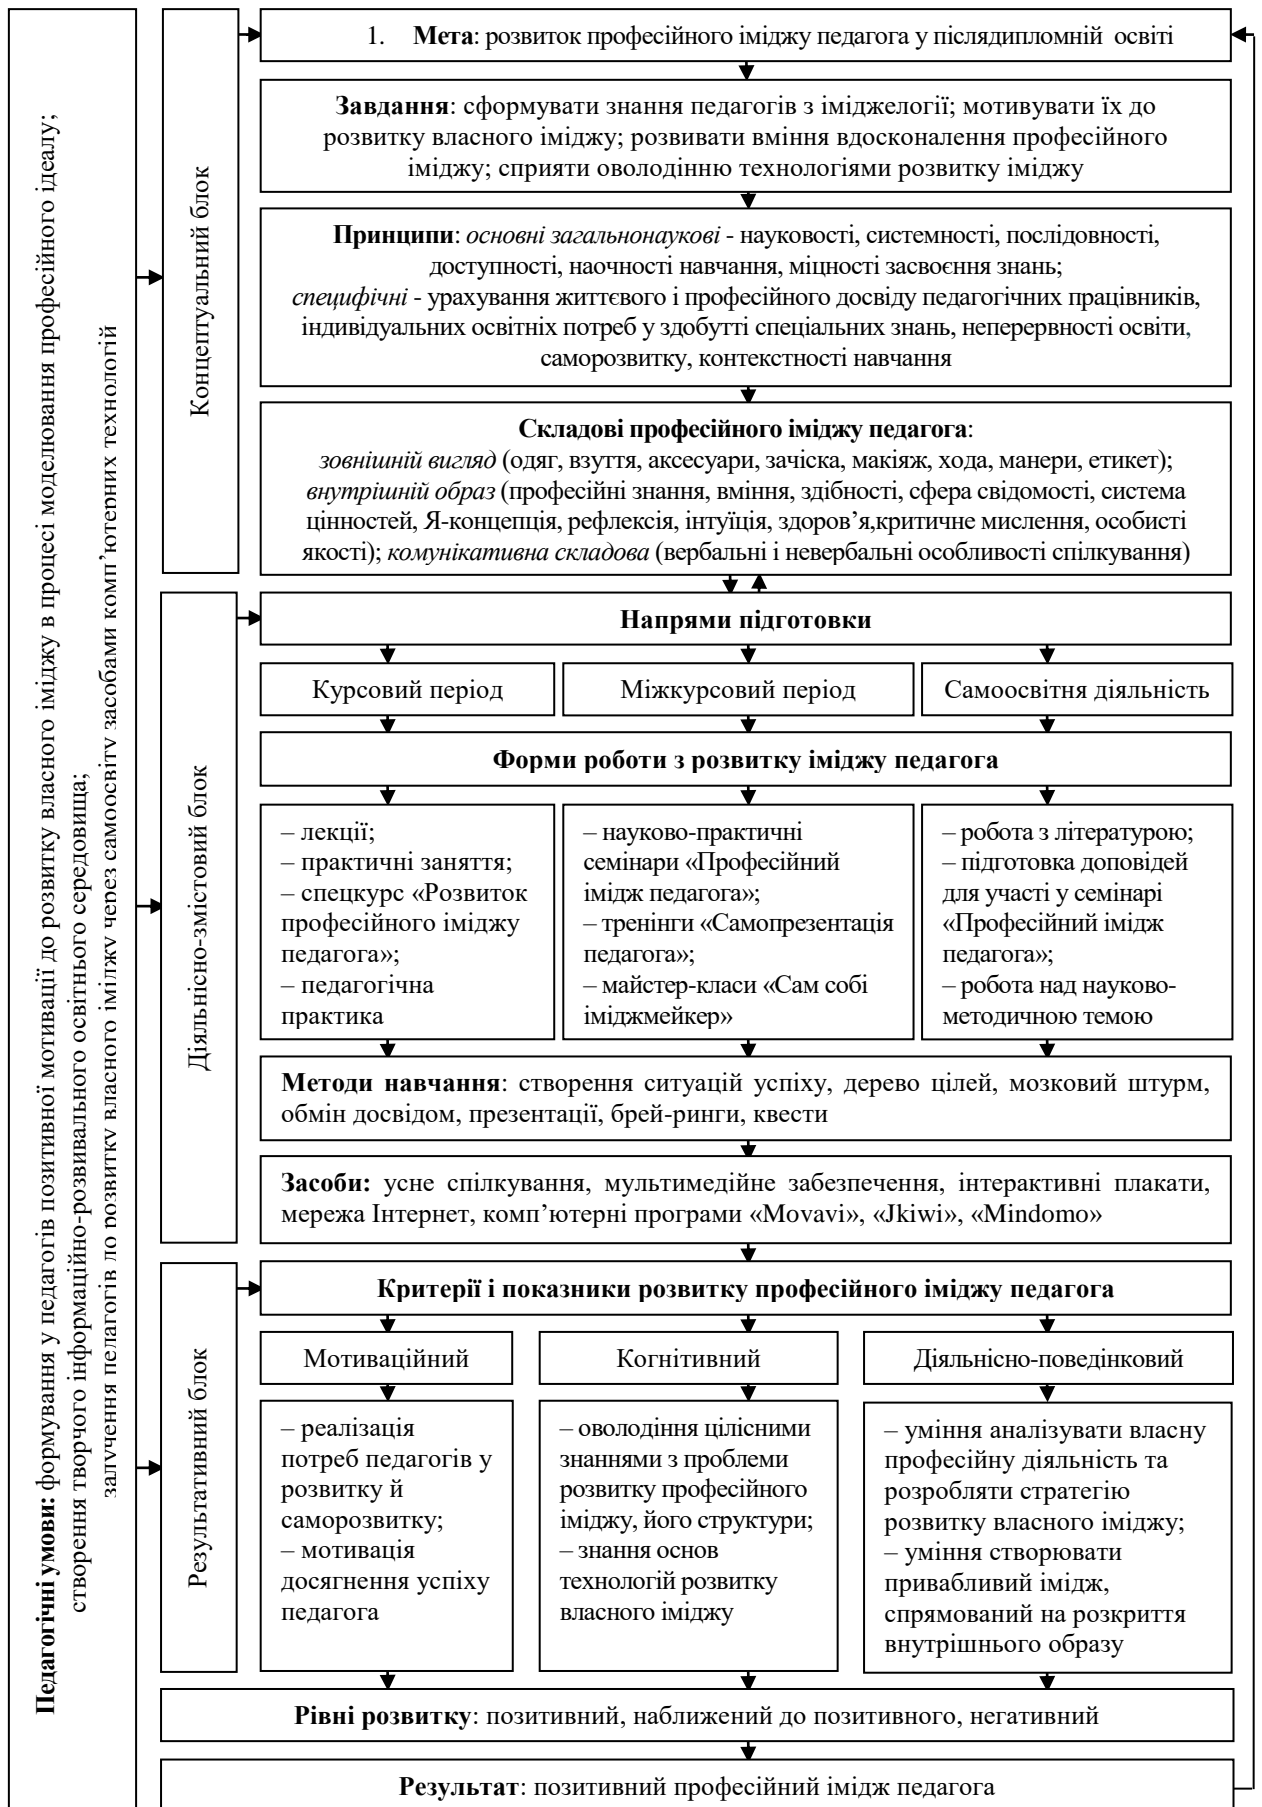 Педагогічні умови: формування у педагогів позитивної мотивації до розвитку власного іміджу в процесі моделювання професійного ідеалу;
створення творчого інформаційно-розвивального освітнього середовища;
залучення педагогів до розвитку власного іміджу через самоосвіту засобами комп’ютерних технологій
Концептуальний блок
1. Мета: розвиток професійного іміджу педагога у післядипломній освіті
Завдання: сформувати знання педагогів з іміджелогії; мотивувати їх до
розвитку власного іміджу; розвивати вміння вдосконалення професійного
іміджу; сприяти оволодінню технологіями розвитку іміджу
Принципи: основні загальнонаукові - науковості, системності, послідовності,
доступності, наочності навчання, міцності засвоєння знань;
специфічні - урахування життєвого і професійного досвіду педагогічних працівників,
індивідуальних освітніх потреб у здобутті спеціальних знань, неперервності освіти,
саморозвитку, контекстності навчання
Складові професійного іміджу педагога:
зовнішній вигляд (одяг, взуття, аксесуари, зачіска, макіяж, хода, манери, етикет);
внутрішній образ (професійні знання, вміння, здібності, сфера свідомості, система
цінностей, Я-концепція, рефлексія, інтуїція, здоров’я,критичне мислення, особисті
якості); комунікативна складова (вербальні і невербальні особливості спілкування)
Діяльнісно-змістовий блок
Напрями підготовки
Курсовий період
Міжкурсовий період
Самоосвітня діяльність
Форми роботи з розвитку іміджу педагога
– лекції;
– практичні заняття;
– спецкурс «Розвиток
професійного іміджу
педагога»;
– педагогічна
практика
– науково-практичні
семінари «Професійний
імідж педагога»;
– тренінги «Самопрезентація
педагога»;
– майстер-класи «Сам собі
іміджмейкер»
– робота з літературою;
– підготовка доповідей
для участі у семінарі
«Професійний імідж
педагога»;
– робота над науково-
методичною темою
Методи навчання: створення ситуацій успіху, дерево цілей, мозковий штурм,
обмін досвідом, презентації, брей-ринги, квести
Засоби: усне спілкування, мультимедійне забезпечення, інтерактивні плакати,
мережа Інтернет, комп’ютерні програми «Movavi», «Jkiwi», «Mindomo»
Результативний блок
Критерії і показники розвитку професійного іміджу педагога
Мотиваційний
Когнітивний
Діяльнісно-поведінковий
– реалізація
потреб педагогів у
розвитку й
саморозвитку;
– мотивація
досягнення успіху
педагога
– оволодіння цілісними
знаннями з проблеми
розвитку професійного
іміджу, його структури;
– знання основ
технологій розвитку
власного іміджу
– уміння аналізувати власну
професійну діяльність та
розробляти стратегію
розвитку власного іміджу;
– уміння створювати
привабливий імідж,
спрямований на розкриття
внутрішнього образу
Рівні розвитку: позитивний, наближений до позитивного, негативний
Результат: позитивний професійний імідж педагога